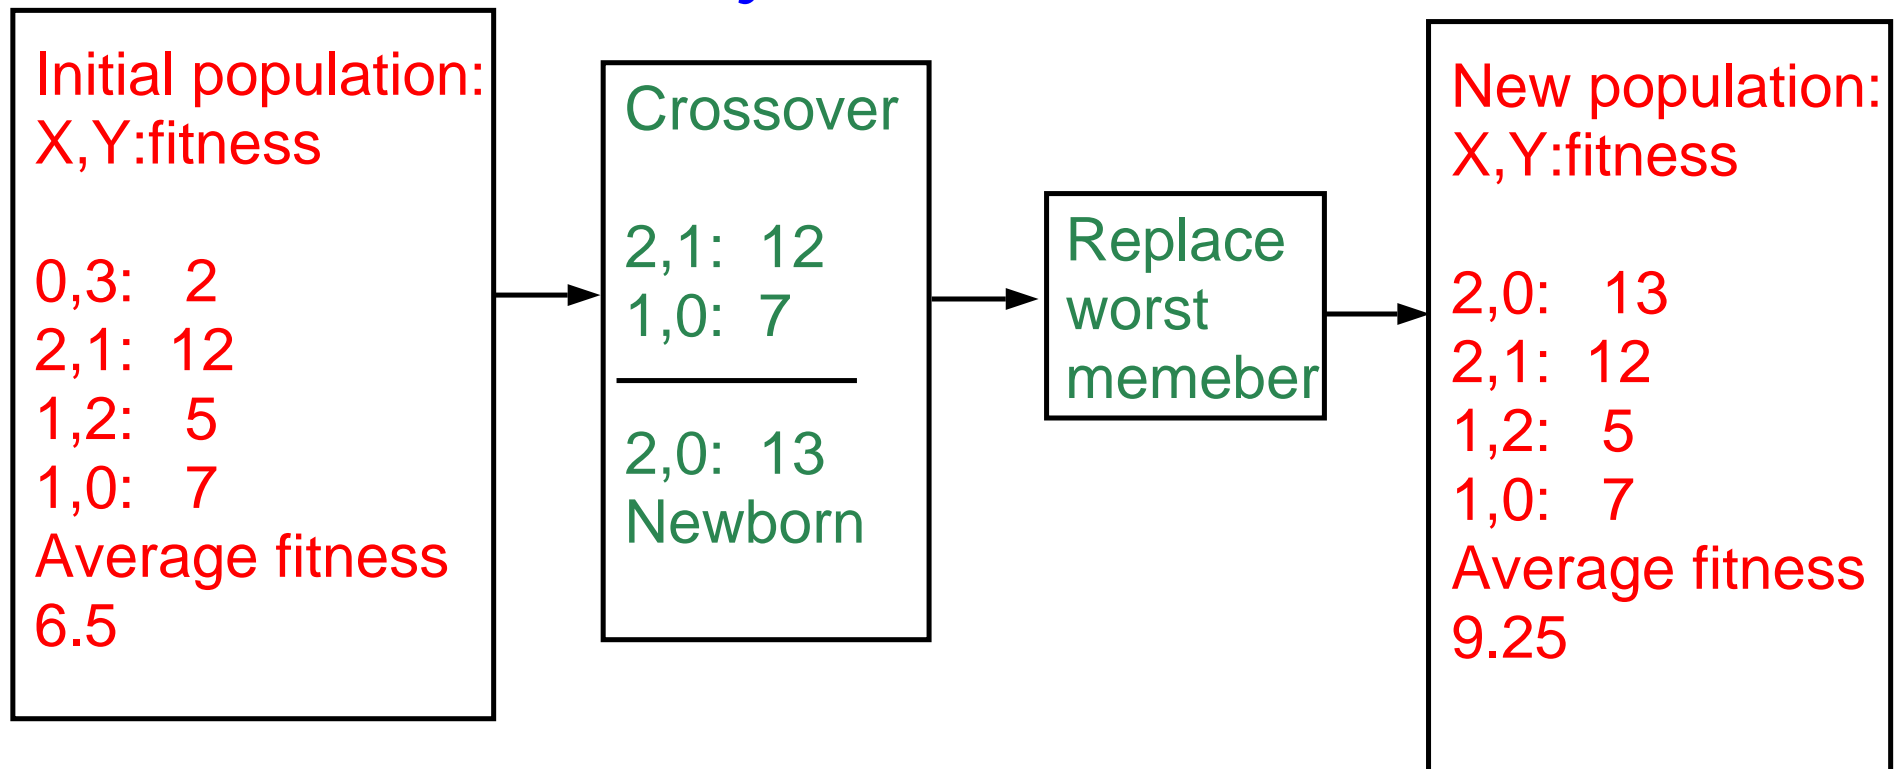 Initial population:
X,Y:fitness
0,3: 2
2,1: 12
1,2: 5
1,0: 7
Average fitness
6.5
Crossover
2,1: 12
1,0: 7
2,0: 13
Newborn
Replace
worst
memeber
New population:
X,Y:fitness
2,0: 13
2,1: 12
1,2: 5
1,0: 7
Average fitness
9.25